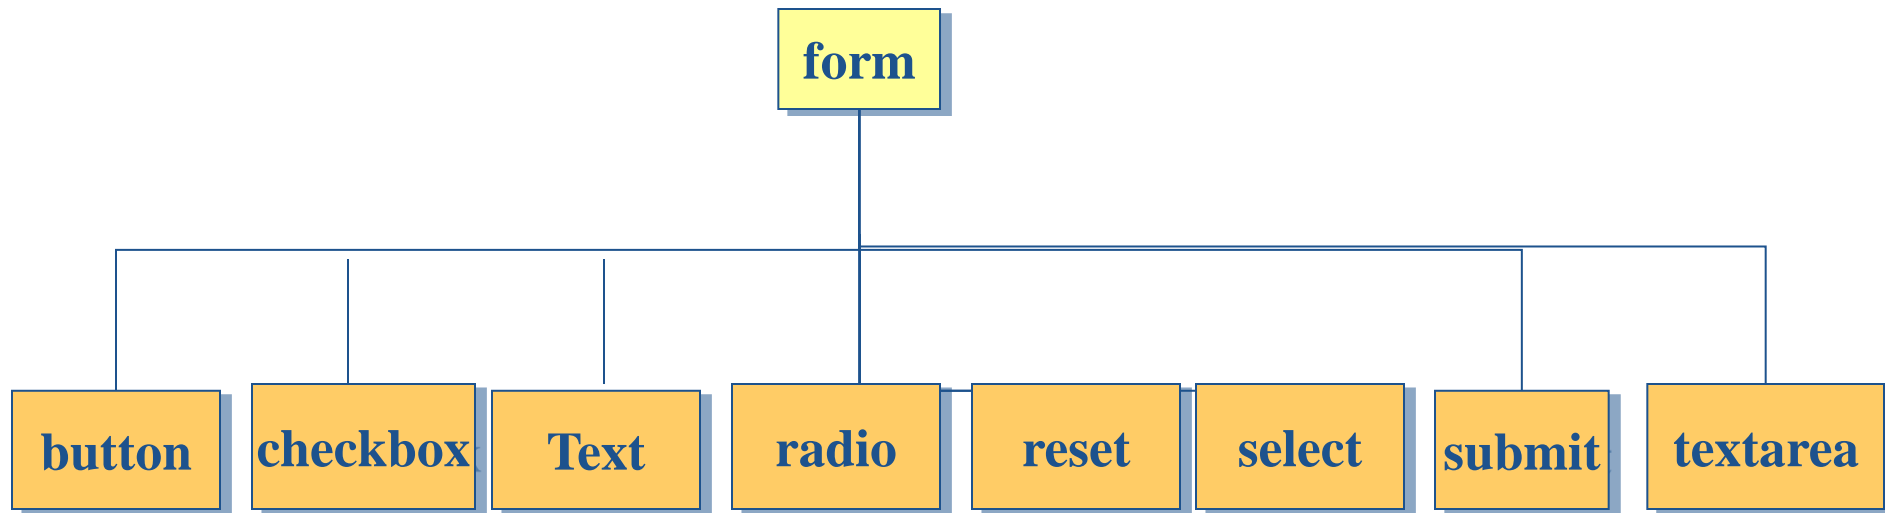 form
button
checkbox
Text
radio
reset
select
submit
textarea